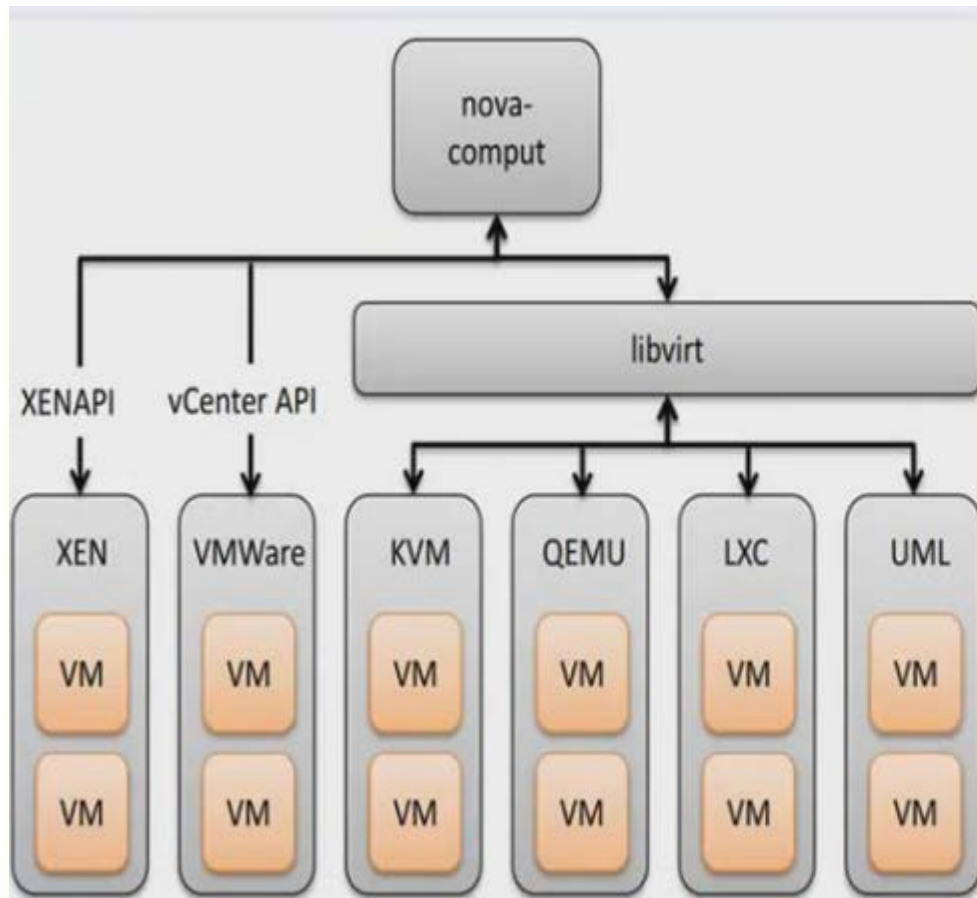 nova-
comput
libvirt
XENAPI
vCenter API
XEN
VMWare
KVM
QEMU
LXC
UML
VM
VM
VM
VM
VM
VM
VM
VM
VM
VM
VM
VM